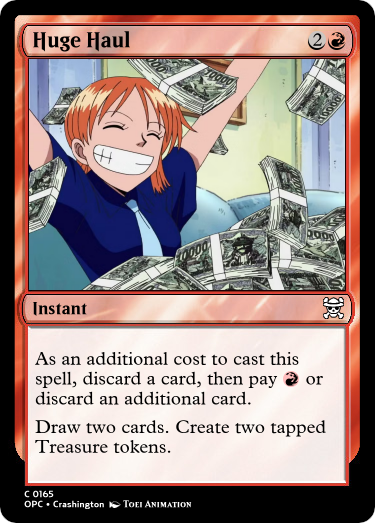 Huge Haul 2
Instant
As an additional cost to cast this
spell, discard a card, then pay or
discard an additional card.
Draw two cards. Create two tapped
Treasure tokens.
C 0165
OPC • Crashington TOEI ANIMATION